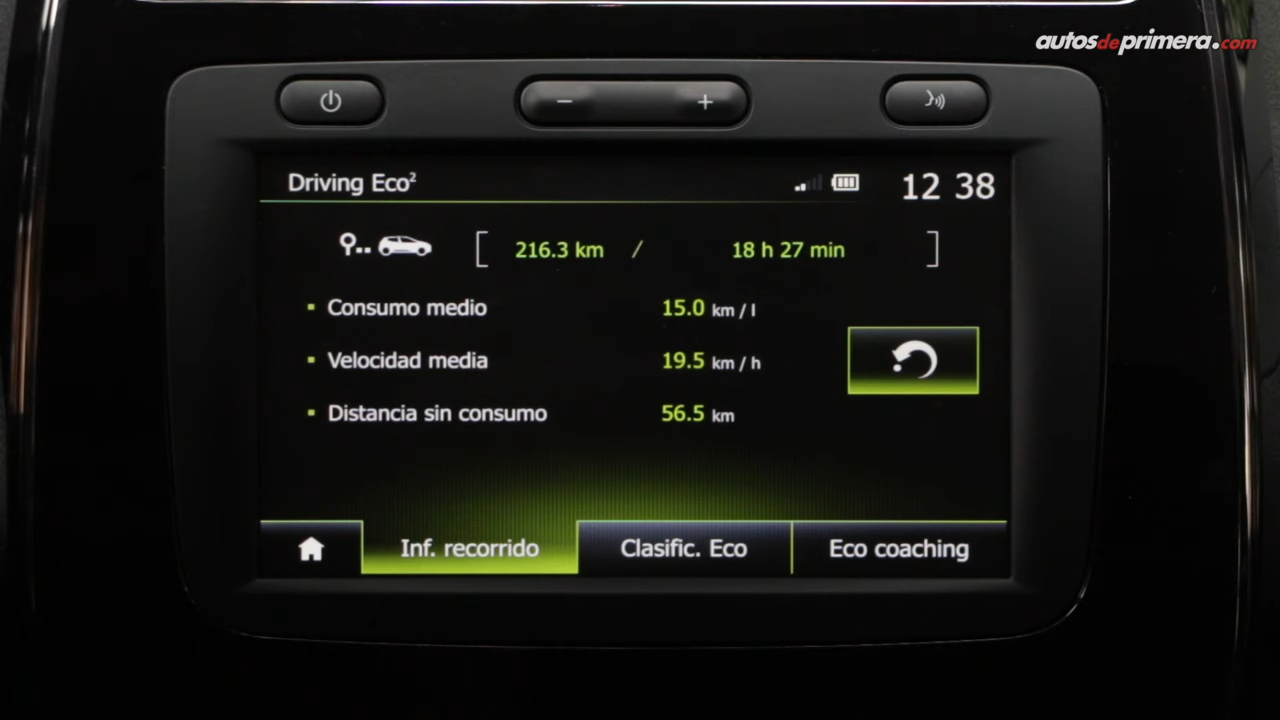 autosdeprimera.com
Driving Eco²
12 38
216.3 km / 18 h 27 min
Consumo medio 15.0 km / l
Velocidad media 19.5 km / h
Distancia sin consumo 56.5 km
Inf. recorrido Clasific. Eco Eco coaching